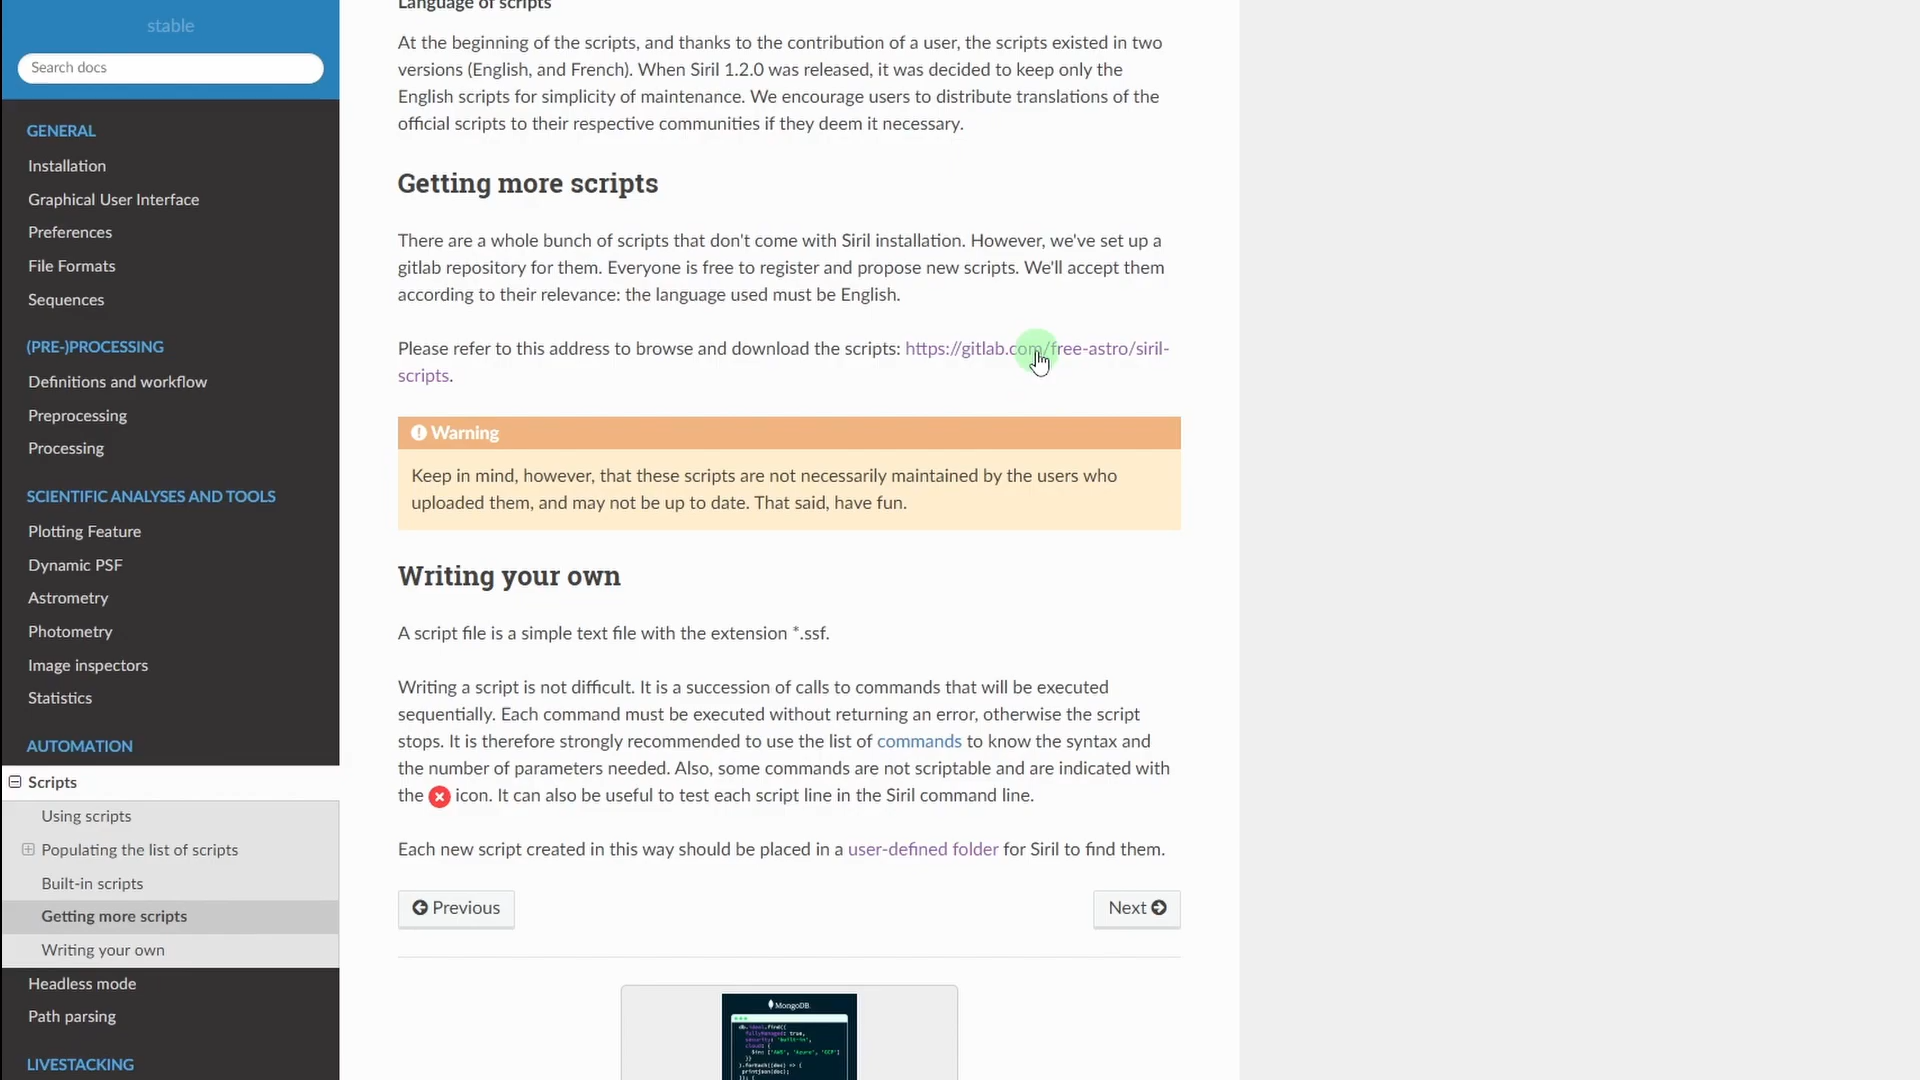 stable
Search docs
GENERAL
Installation
Graphical User Interface
Preferences
File Formats
Sequences
(PRE-)PROCESSING
Definitions and workflow
Preprocessing
Processing
SCIENTIFIC ANALYSES AND TOOLS
Plotting Feature
Dynamic PSF
Astrometry
Photometry
Image inspectors
Statistics
AUTOMATION
Scripts
Using scripts
Populating the list of scripts
Built-in scripts
Getting more scripts
Writing your own
Headless mode
Path parsing
LIVESTACKING
Language of scripts
At the beginning of the scripts, and thanks to the contribution of a user, the scripts existed in two
versions (English, and French). When Siril 1.2.0 was released, it was decided to keep only the
English scripts for simplicity of maintenance. We encourage users to distribute translations of the
official scripts to their respective communities if they deem it necessary.
Getting more scripts
There are a whole bunch of scripts that don't come with Siril installation. However, we've set up a
gitlab repository for them. Everyone is free to register and propose new scripts. We'll accept them
according to their relevance: the language used must be English.
Please refer to this address to browse and download the scripts: https://gitlab.com/free-astro/siril-
scripts.
Warning
Keep in mind, however, that these scripts are not necessarily maintained by the users who
uploaded them, and may not be up to date. That said, have fun.
Writing your own
A script file is a simple text file with the extension *.ssf.
Writing a script is not difficult. It is a succession of calls to commands that will be executed
sequentially. Each command must be executed without returning an error, otherwise the script
stops. It is therefore strongly recommended to use the list of commands to know the syntax and
the number of parameters needed. Also, some commands are not scriptable and are indicated with
the icon. It can also be useful to test each script line in the Siril command line.
Each new script created in this way should be placed in a user-defined folder for Siril to find them.
Previous
Next
MongoDB.